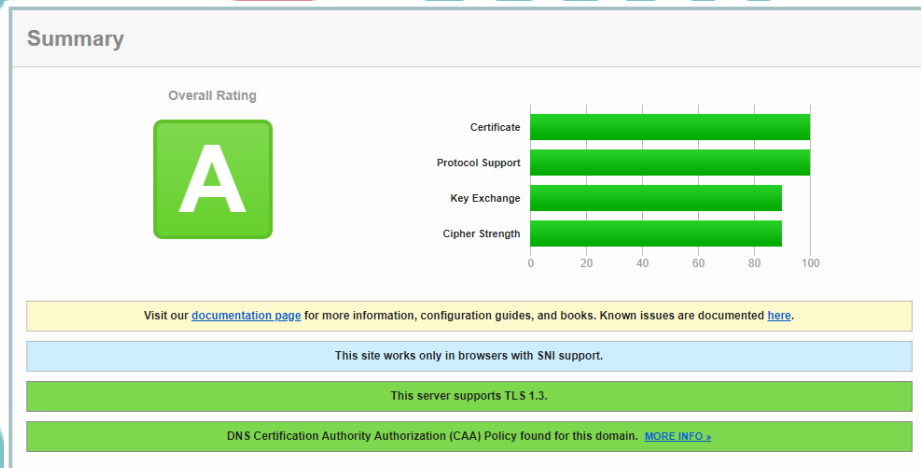 Summary
Overall Rating
A
Certificate
Protocol Support
Key Exchange
Cipher Strength
0 20 40 60 80 100
Visit our documentation page for more information, configuration guides, and books. Known issues are documented here.
This site works only in browsers with SNI support.
This server supports TLS 1.3.
DNS Certification Authority Authorization (CAA) Policy found for this domain. MORE INFO »